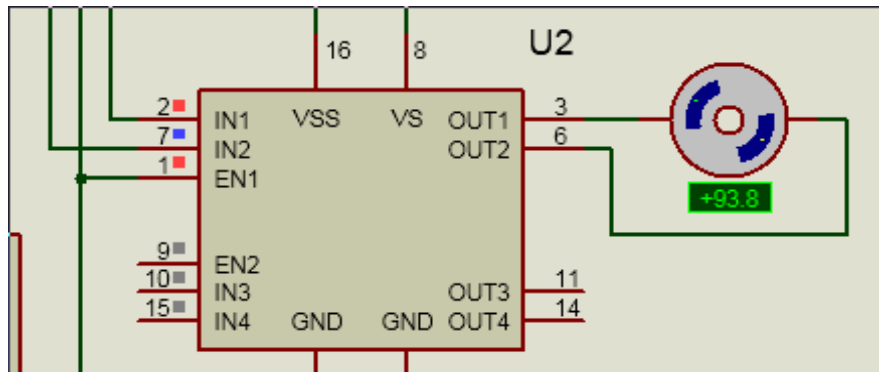 U2
16 8
2 IN1 VSS VS OUT1 3
7 IN2 OUT2 6
1 EN1
+93.8
9 EN2
10 IN3 OUT3 11
15 IN4 GND GND OUT4 14